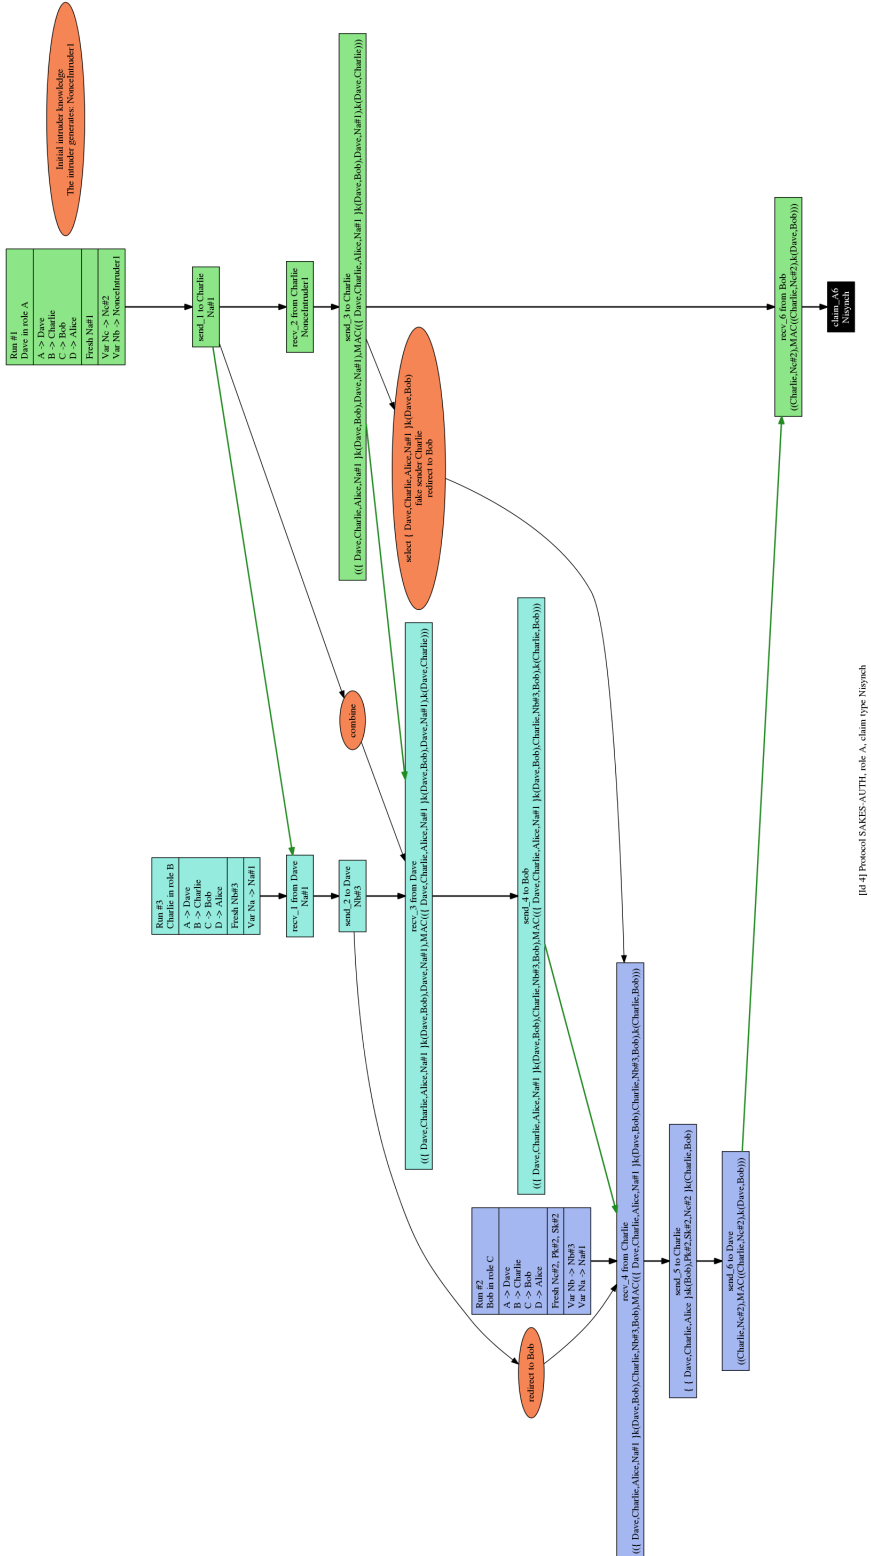 Initial intruder knowledge
The intruder generates: NonceIntruder1
Run #1
Dave in role A
A -> Dave
B -> Charlie
C -> Bob
D -> Alice
Fresh Na#1
Var Nc -> Nc#2
Var Nb -> NonceIntruder1
send_1 to Charlie
Na#1
recv_2 from Charlie
NonceIntruder1
send_3 to Charlie
(({ Dave,Charlie,Alice,Na#1 }k(Dave,Bob),Dave,Na#1),MAC(({ Dave,Charlie,Alice,Na#1 }k(Dave,Bob),Dave,Na#1),k(Dave,Charlie)))
select { Dave,Charlie,Alice,Na#1 }k(Dave,Bob)
fake sender Charlie
redirect to Bob
combine
Run #3
Charlie in role B
A -> Dave
B -> Charlie
C -> Bob
D -> Alice
Fresh Nb#3
Var Na -> Na#1
recv_1 from Dave
Na#1
send_2 to Dave
Nb#3
recv_3 from Dave
(({ Dave,Charlie,Alice,Na#1 }k(Dave,Bob),Dave,Na#1),MAC(({ Dave,Charlie,Alice,Na#1 }k(Dave,Bob),Dave,Na#1),k(Dave,Charlie)))
send_4 to Bob
(({ Dave,Charlie,Alice,Na#1 }k(Dave,Bob),Charlie,Nb#3,Bob),MAC(({ Dave,Charlie,Alice,Na#1 }k(Dave,Bob),Charlie,Nb#3,Bob),k(Charlie,Bob)))
Run #2
Bob in role C
A -> Dave
B -> Charlie
C -> Bob
D -> Alice
Fresh Nc#2, Pk#2, Sk#2
Var Nb -> Nb#3
Var Na -> Na#1
redirect to Bob
recv_4 from Charlie
(({ Dave,Charlie,Alice,Na#1 }k(Dave,Bob),Charlie,Nb#3,Bob),MAC(({ Dave,Charlie,Alice,Na#1 }k(Dave,Bob),Charlie,Nb#3,Bob),k(Charlie,Bob)))
send_5 to Charlie
{ { Dave,Charlie,Alice }sk(Bob),Pk#2,Sk#2,Nc#2 }k(Charlie,Bob)
send_6 to Dave
((Charlie,Nc#2),MAC((Charlie,Nc#2),k(Dave,Bob)))
recv_6 from Bob
((Charlie,Nc#2),MAC((Charlie,Nc#2),k(Dave,Bob)))
claim_A6
Nisynch
[Id 4] Protocol SAKES-AUTH, role A, claim type Nisynch